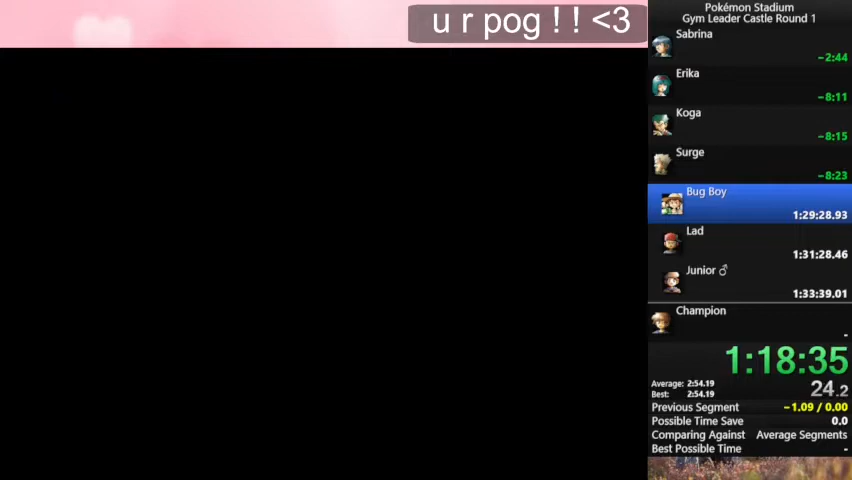 u r pog ! ! <3
Pokémon Stadium
Gym Leader Castle Round 1
Sabrina
−2:44
Erika
−8:11
Koga
−8:15
Surge
−8:23
Bug Boy
1:29:28.93
Lad
1:31:28.46
Junior ♂
1:33:39.01
Champion
-
1:18:35
Average: 2:54.19
24.2
Best: 2:54.19
Previous Segment −1.09 / 0.00
Possible Time Save 0.0
Comparing Against Average Segments
Best Possible Time -